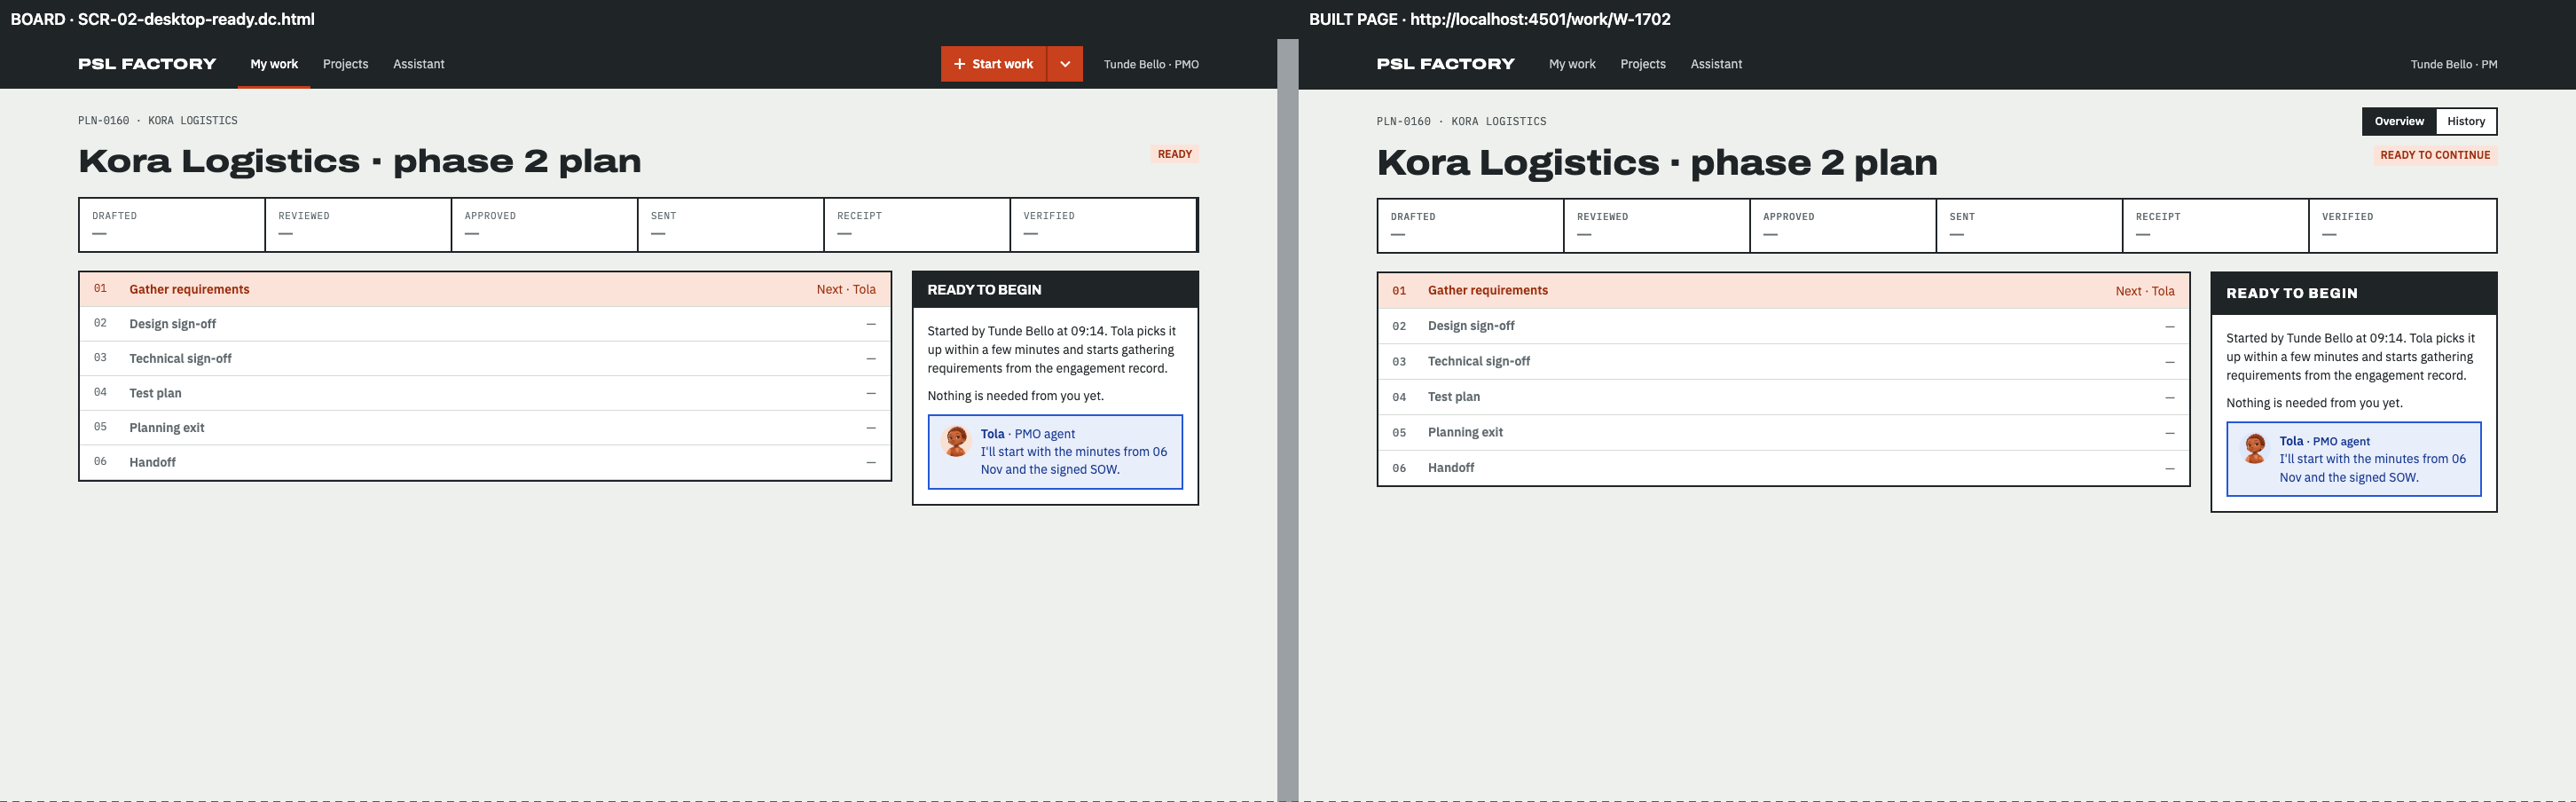 BOARD · SCR-02-desktop-ready.dc.html
PSL FACTORY My work Projects Assistant + Start work Tunde Bello · PMO
PLN-0160 · KORA LOGISTICS
Kora Logistics · phase 2 plan READY
DRAFTED REVIEWED APPROVED SENT RECEIPT VERIFIED
— — — — — —
01 Gather requirements Next · Tola
02 Design sign-off —
03 Technical sign-off —
04 Test plan —
05 Planning exit —
06 Handoff —
READY TO BEGIN
Started by Tunde Bello at 09:14. Tola picks it
up within a few minutes and starts gathering
requirements from the engagement record.
Nothing is needed from you yet.
Tola · PMO agent
I'll start with the minutes from 06
Nov and the signed SOW.
BUILT PAGE · http://localhost:4501/work/W-1702
PSL FACTORY My work Projects Assistant Tunde Bello · PM
PLN-0160 · KORA LOGISTICS Overview History
Kora Logistics · phase 2 plan READY TO CONTINUE
DRAFTED REVIEWED APPROVED SENT RECEIPT VERIFIED
— — — — — —
01 Gather requirements Next · Tola
02 Design sign-off —
03 Technical sign-off —
04 Test plan —
05 Planning exit —
06 Handoff —
READY TO BEGIN
Started by Tunde Bello at 09:14. Tola picks it
up within a few minutes and starts gathering
requirements from the engagement record.
Nothing is needed from you yet.
Tola · PMO agent
I'll start with the minutes from 06
Nov and the signed SOW.